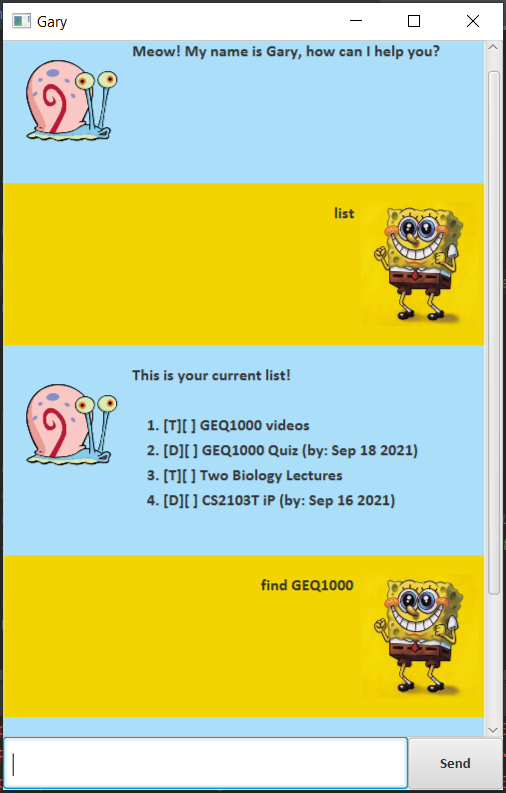 Gary
Meow! My name is Gary, how can I help you?
list
This is your current list!
1. [T][ ] GEQ1000 videos
2. [D][ ] GEQ1000 Quiz (by: Sep 18 2021)
3. [T][ ] Two Biology Lectures
4. [D][ ] CS2103T iP (by: Sep 16 2021)
find GEQ1000
Send